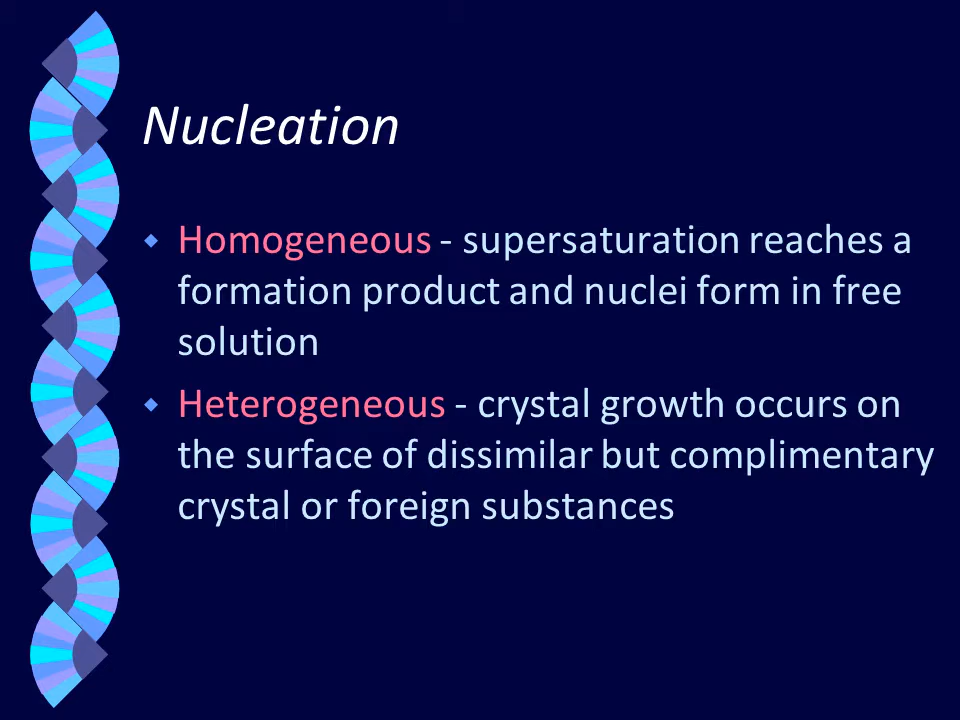 Nucleation
◆ Homogeneous - supersaturation reaches a
formation product and nuclei form in free
solution
◆ Heterogeneous - crystal growth occurs on
the surface of dissimilar but complimentary
crystal or foreign substances